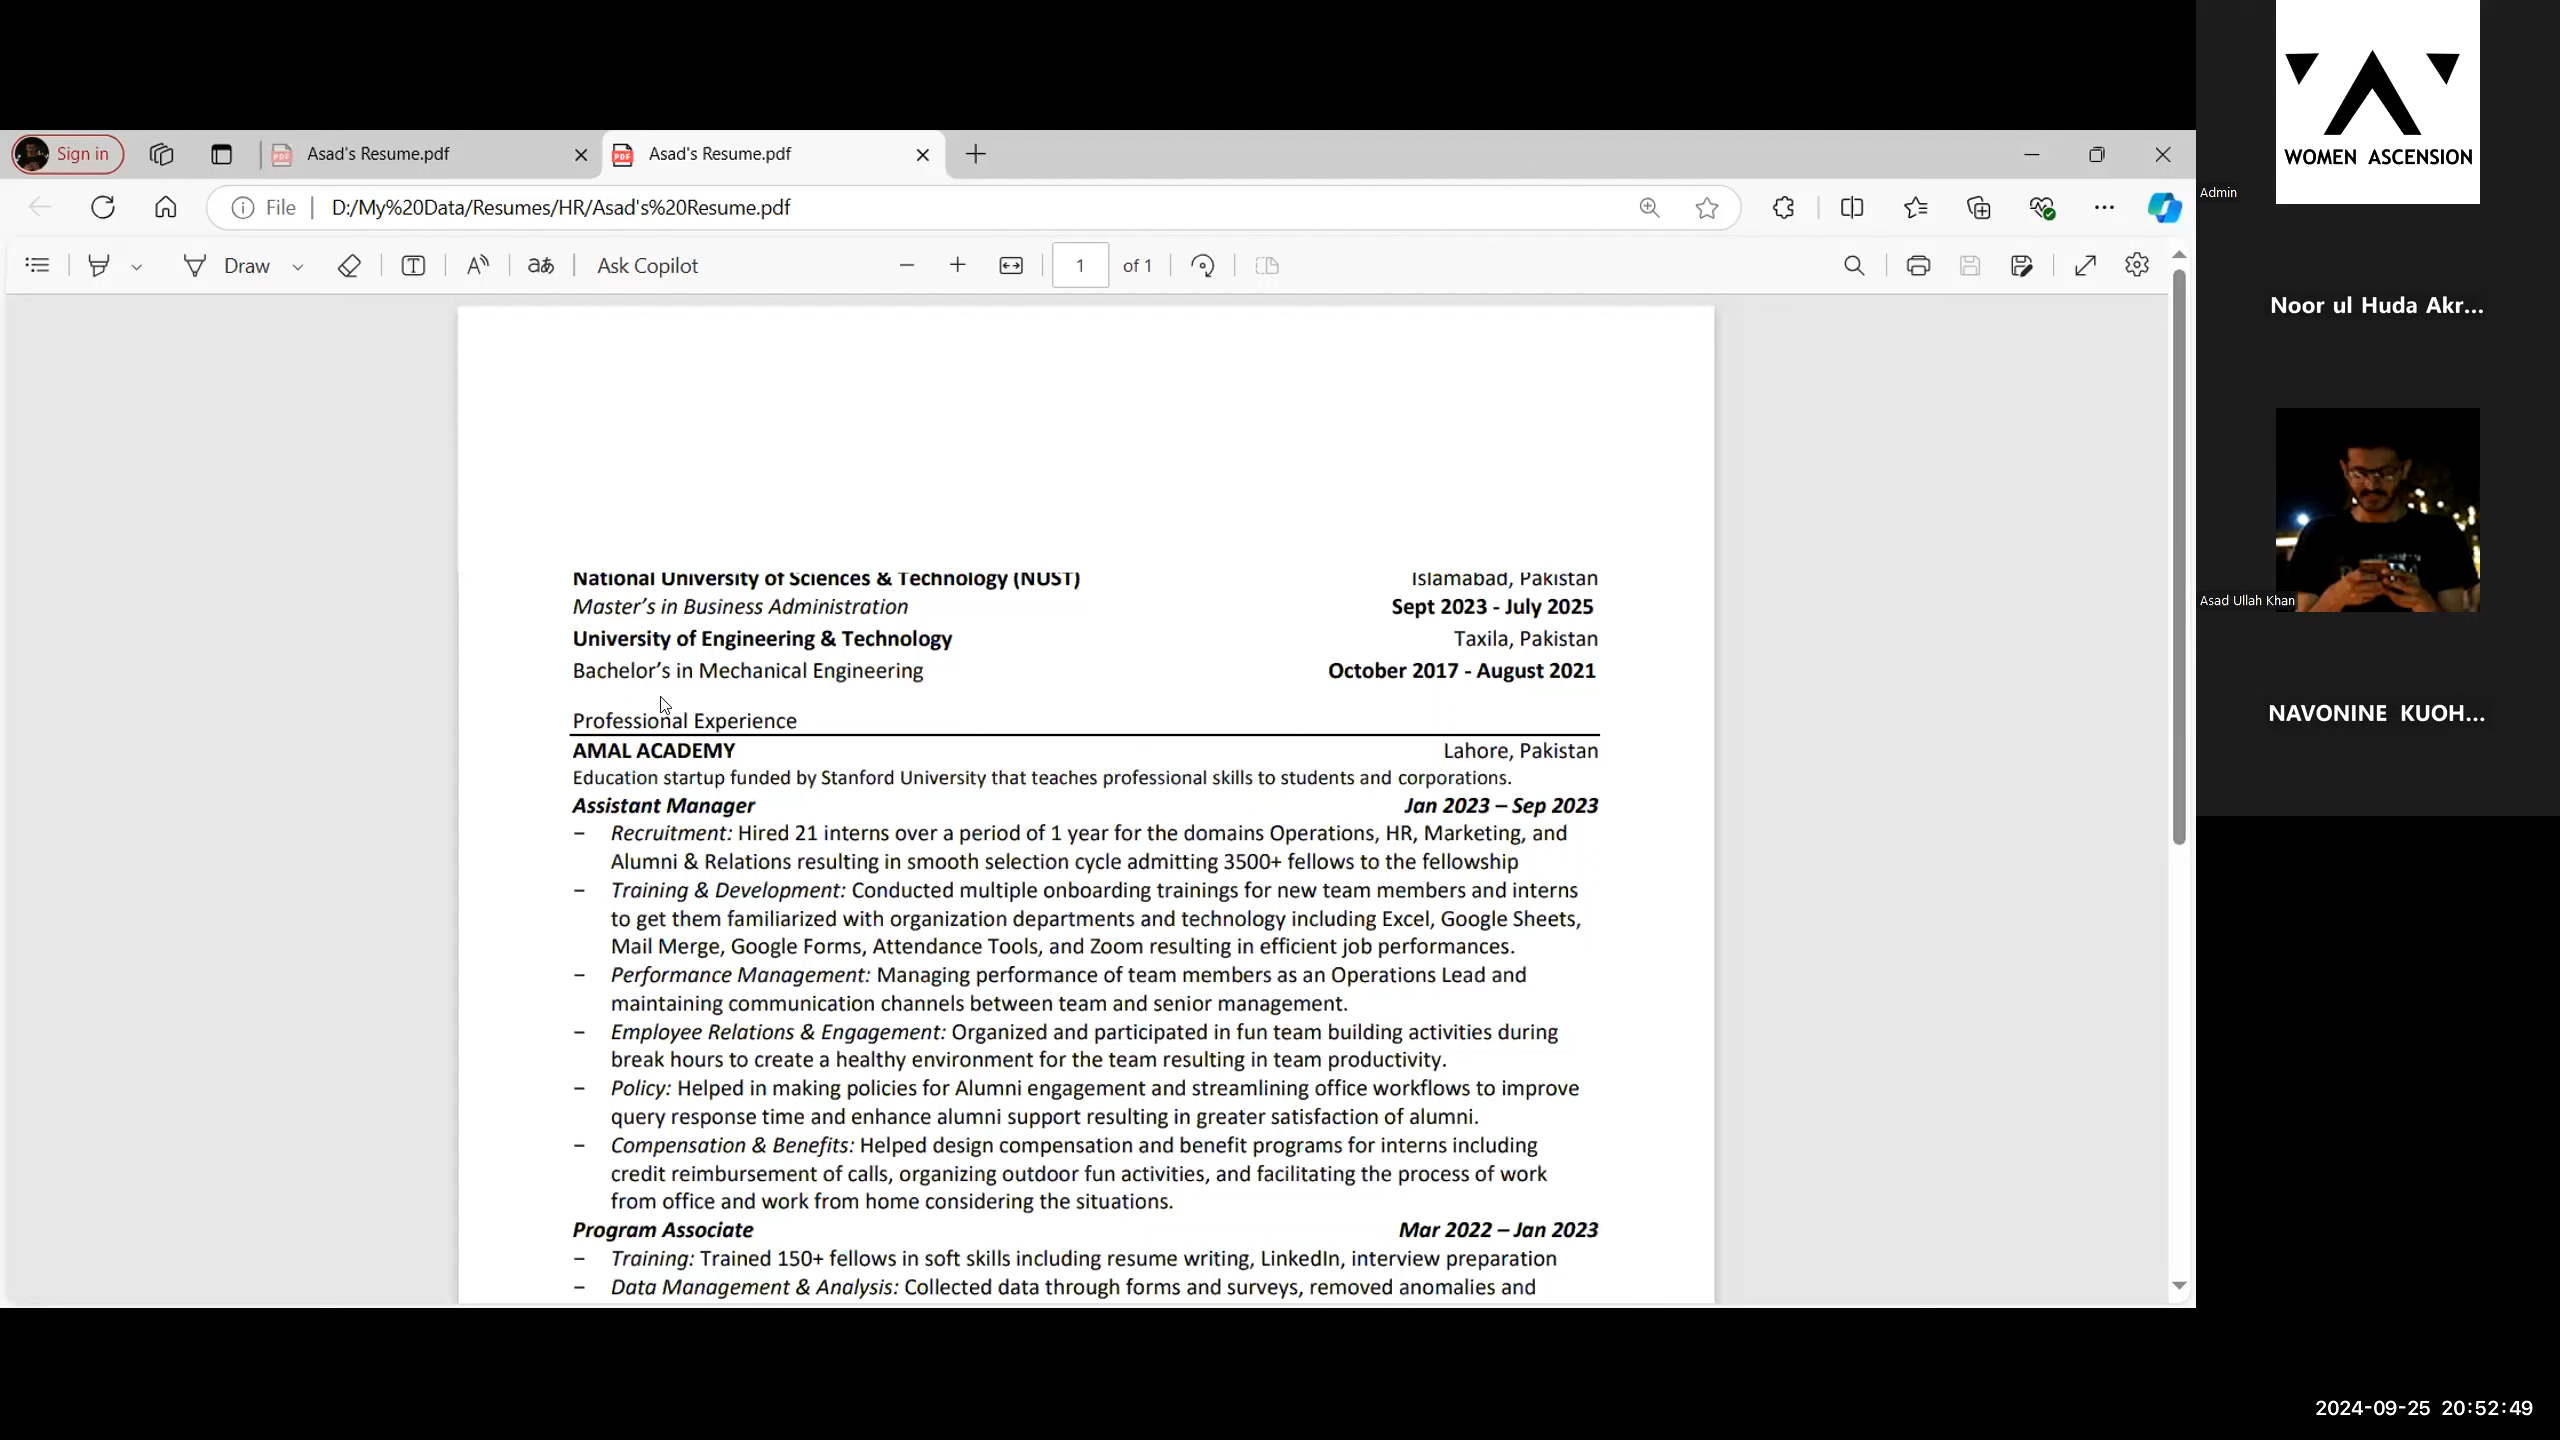 Sign in
Asad's Resume.pdf
Asad's Resume.pdf
File
D:/My%20Data/Resumes/HR/Asad's%20Resume.pdf
Draw
aあ
Ask Copilot
1
of 1
National University of Sciences & Technology (NUST) Islamabad, Pakistan
Master’s in Business Administration Sept 2023 - July 2025
University of Engineering & Technology Taxila, Pakistan
Bachelor’s in Mechanical Engineering October 2017 - August 2021
Professional Experience
AMAL ACADEMY Lahore, Pakistan
Education startup funded by Stanford University that teaches professional skills to students and corporations.
Assistant Manager Jan 2023 – Sep 2023
– Recruitment: Hired 21 interns over a period of 1 year for the domains Operations, HR, Marketing, and
Alumni & Relations resulting in smooth selection cycle admitting 3500+ fellows to the fellowship
– Training & Development: Conducted multiple onboarding trainings for new team members and interns
to get them familiarized with organization departments and technology including Excel, Google Sheets,
Mail Merge, Google Forms, Attendance Tools, and Zoom resulting in efficient job performances.
– Performance Management: Managing performance of team members as an Operations Lead and
maintaining communication channels between team and senior management.
– Employee Relations & Engagement: Organized and participated in fun team building activities during
break hours to create a healthy environment for the team resulting in team productivity.
– Policy: Helped in making policies for Alumni engagement and streamlining office workflows to improve
query response time and enhance alumni support resulting in greater satisfaction of alumni.
– Compensation & Benefits: Helped design compensation and benefit programs for interns including
credit reimbursement of calls, organizing outdoor fun activities, and facilitating the process of work
from office and work from home considering the situations.
Program Associate Mar 2022 – Jan 2023
– Training: Trained 150+ fellows in soft skills including resume writing, LinkedIn, interview preparation
– Data Management & Analysis: Collected data through forms and surveys, removed anomalies and
WOMEN ASCENSION
Admin
Noor ul Huda Akr...
Asad Ullah Khan
NAVONINE KUOH...
2024-09-25 20:52:49